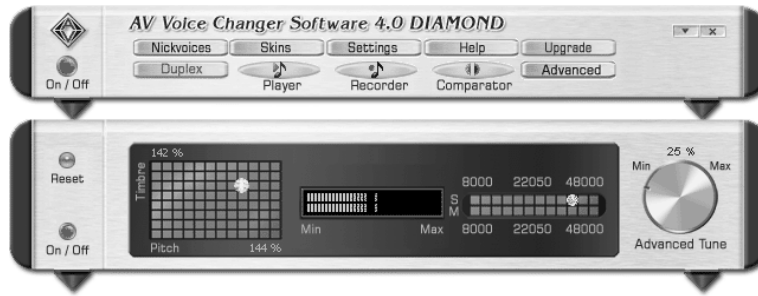 AV Voice Changer Software 4.0 DIAMOND
Nickvoices Skins Settings Help Upgrade
Duplex Player Recorder Comparator Advanced
On / Off
142 %
25 %
Reset
Timbre
Min Max
8000 22050 48000
S
M
Min Max 8000 22050 48000
On / Off
Pitch 144 %
Advanced Tune